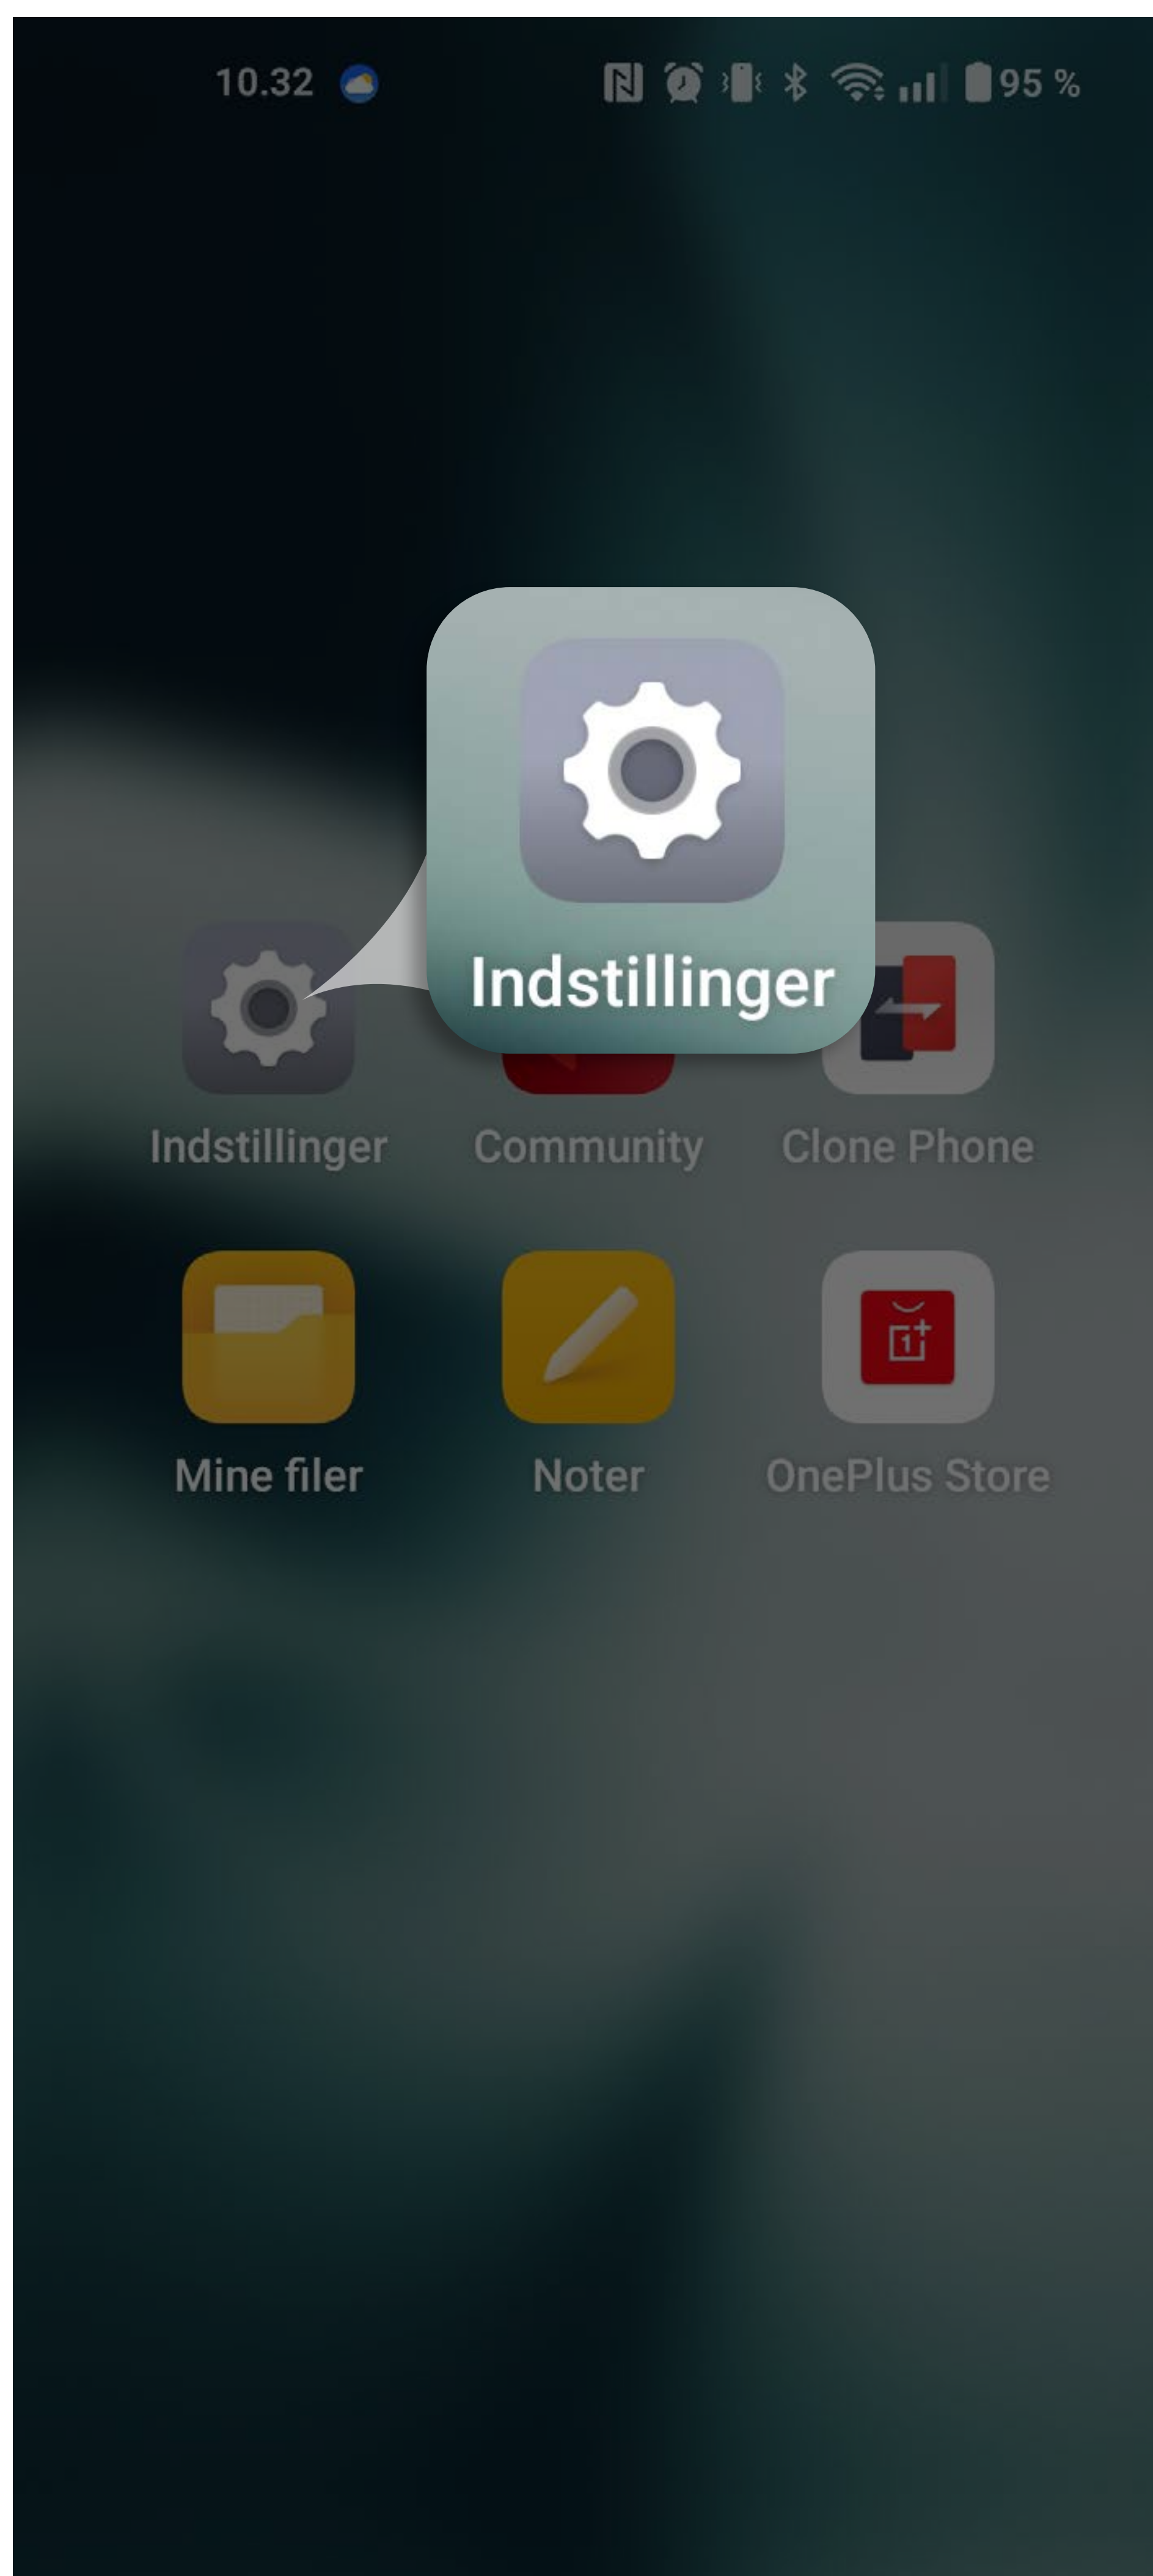 10.32 95 %
Indstillinger
Indstillinger Community Clone Phone
Mine filer Noter OnePlus Store